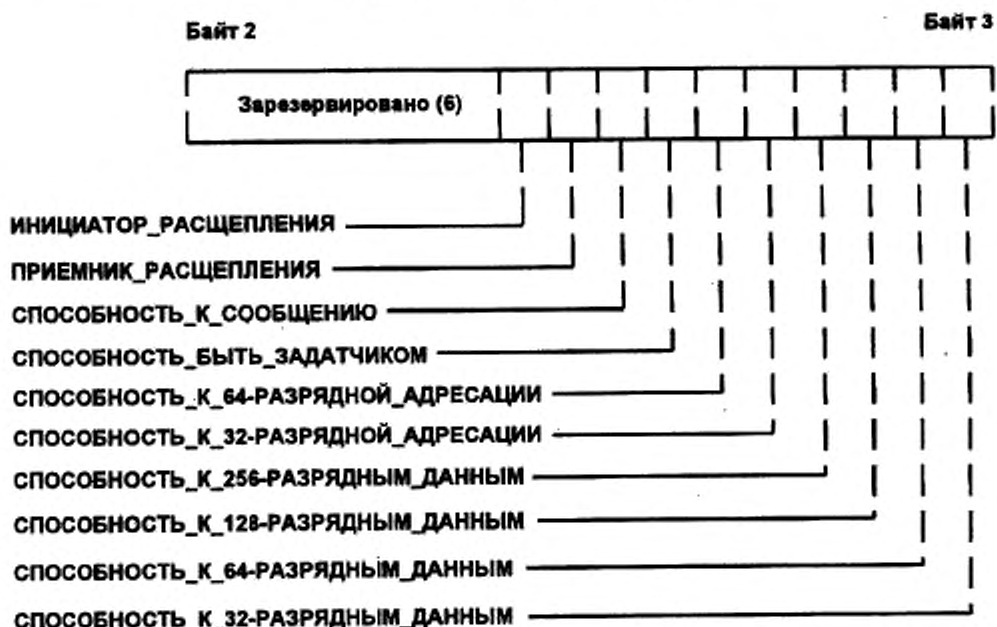 Байт 2
Байт 3
Зарезервировано (6)
ИНИЦИАТОР_РАСЩЕПЛЕНИЯ
ПРИЕМНИК_РАСЩЕПЛЕНИЯ
СПОСОБНОСТЬ_К_СООБЩЕНИЮ
СПОСОБНОСТЬ_БЫТЬ_ЗАДАТЧИКОМ
СПОСОБНОСТЬ_К_64-РАЗРЯДНОЙ_АДРЕСАЦИИ
СПОСОБНОСТЬ_К_32-РАЗРЯДНОЙ_АДРЕСАЦИИ
СПОСОБНОСТЬ_К_256-РАЗРЯДНЫМ_ДАННЫМ
СПОСОБНОСТЬ_К_128-РАЗРЯДНЫМ_ДАННЫМ
СПОСОБНОСТЬ_К_64-РАЗРЯДНЫМ_ДАННЫМ
СПОСОБНОСТЬ_К_32-РАЗРЯДНЫМ_ДАННЫМ